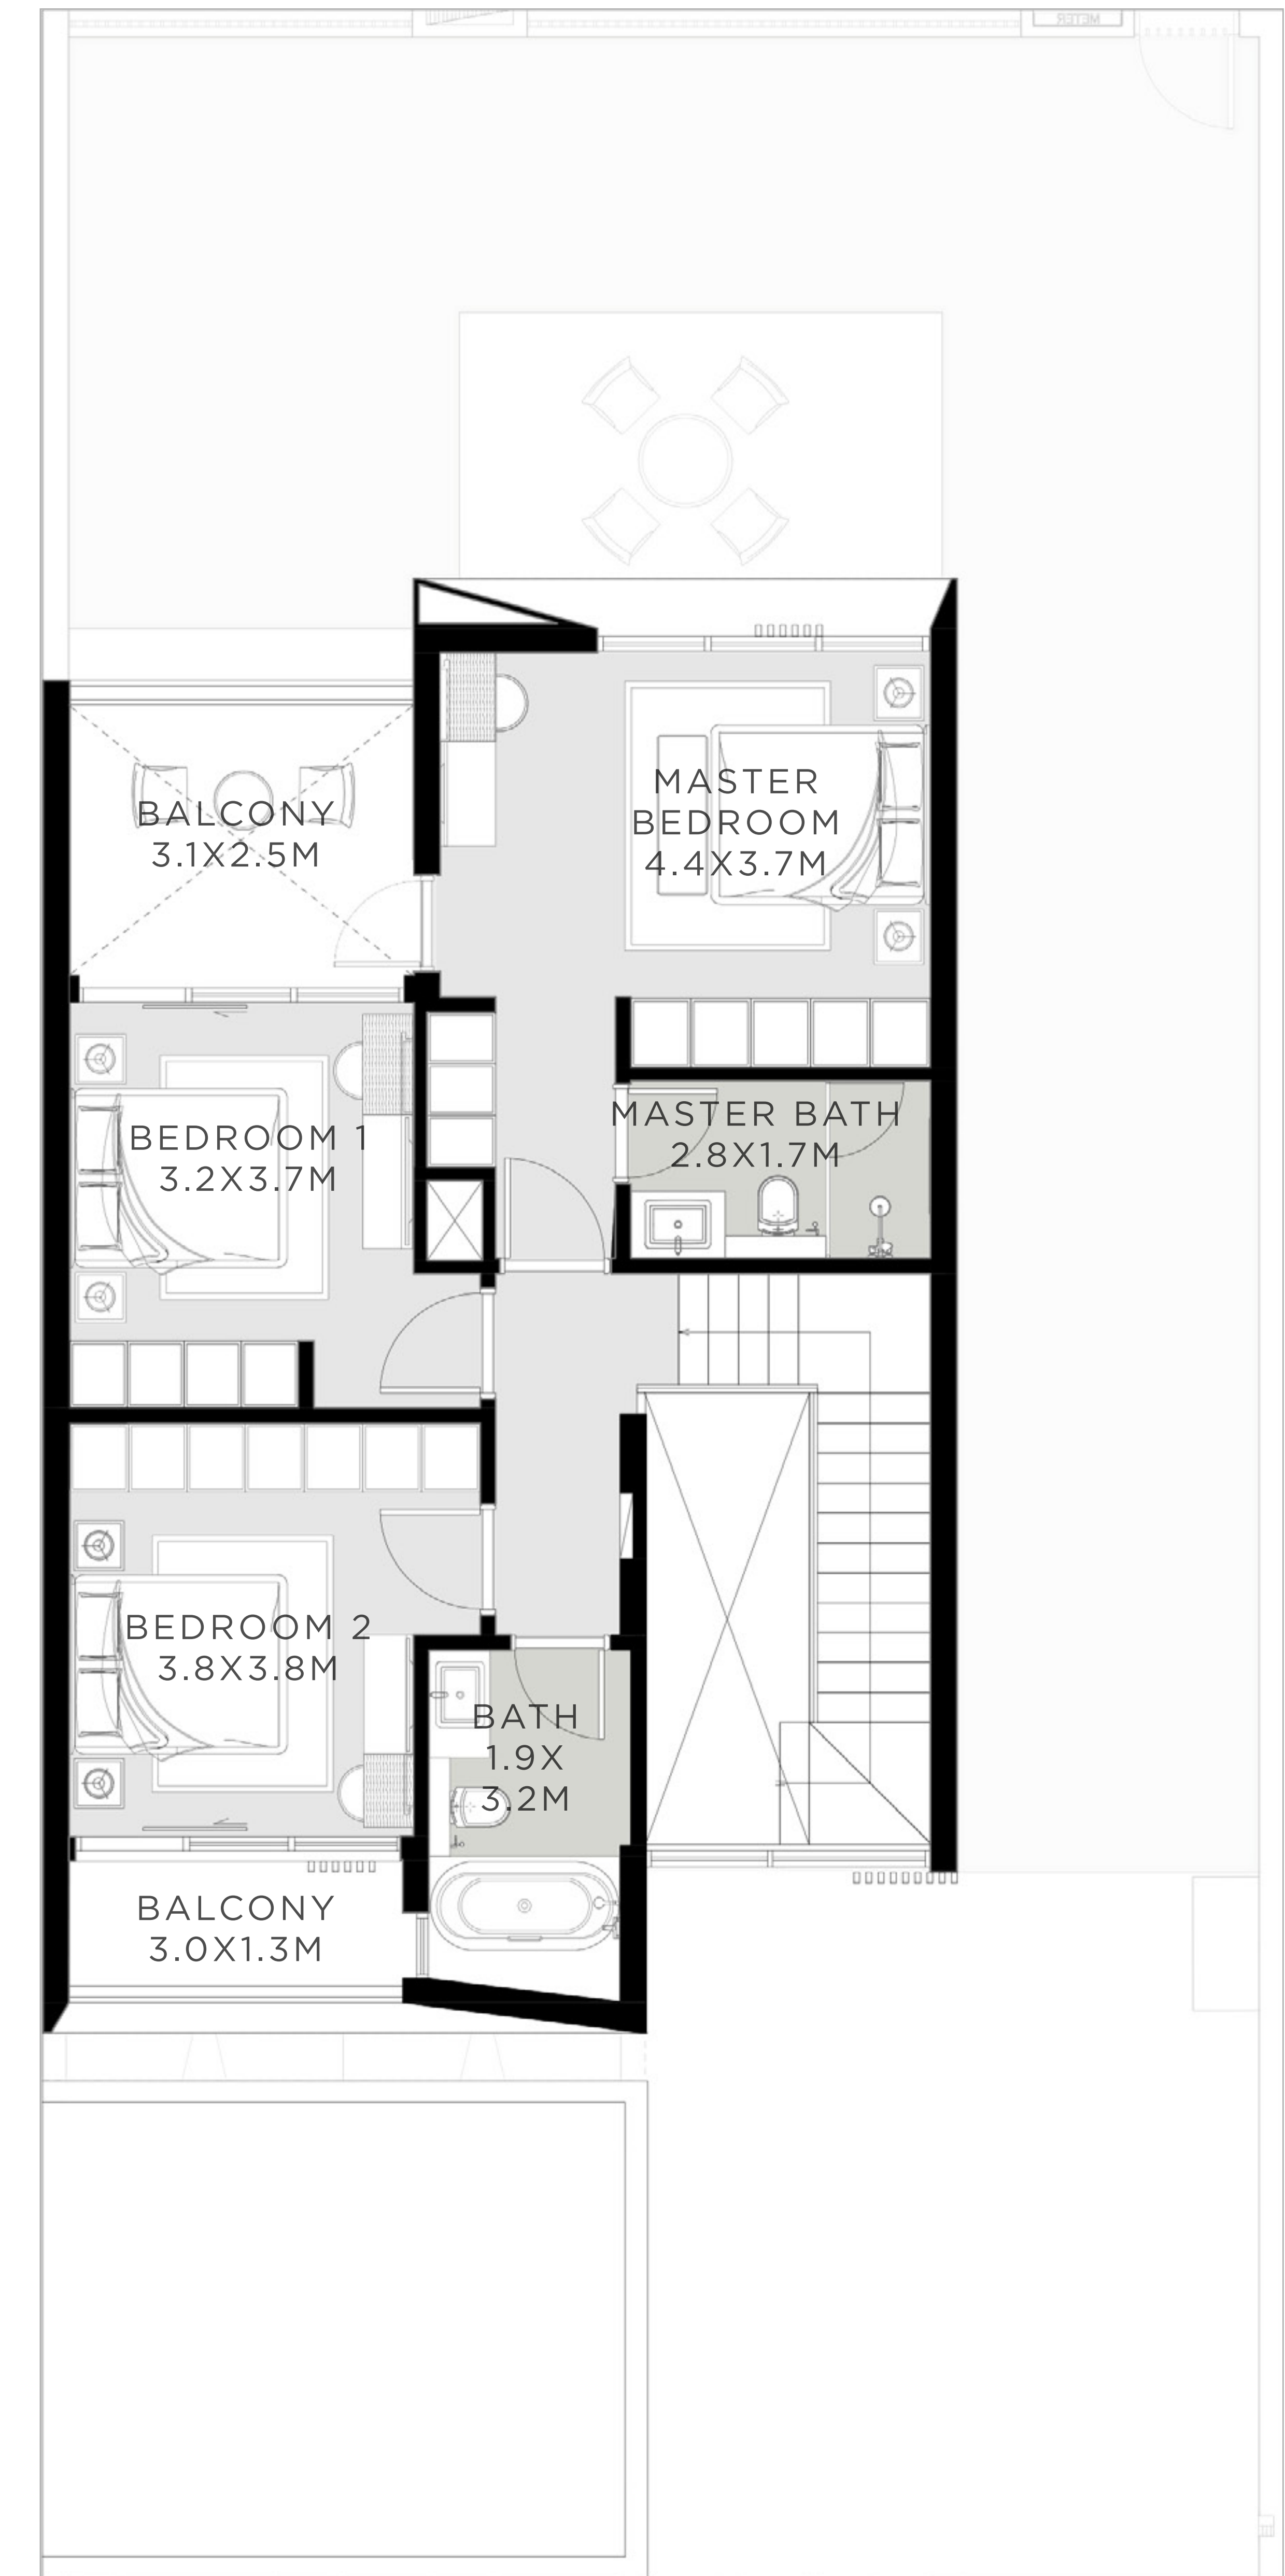 METER
MASTER
BEDROOM
4.4X3.7M
BALCONY
3.1X2.5M
MASTER BATH
2.8X1.7M
BEDROOM 1
3.2X3.7M
BEDROOM 2
3.8X3.8M
BATH
1.9X
3.2M
BALCONY
3.0X1.3M